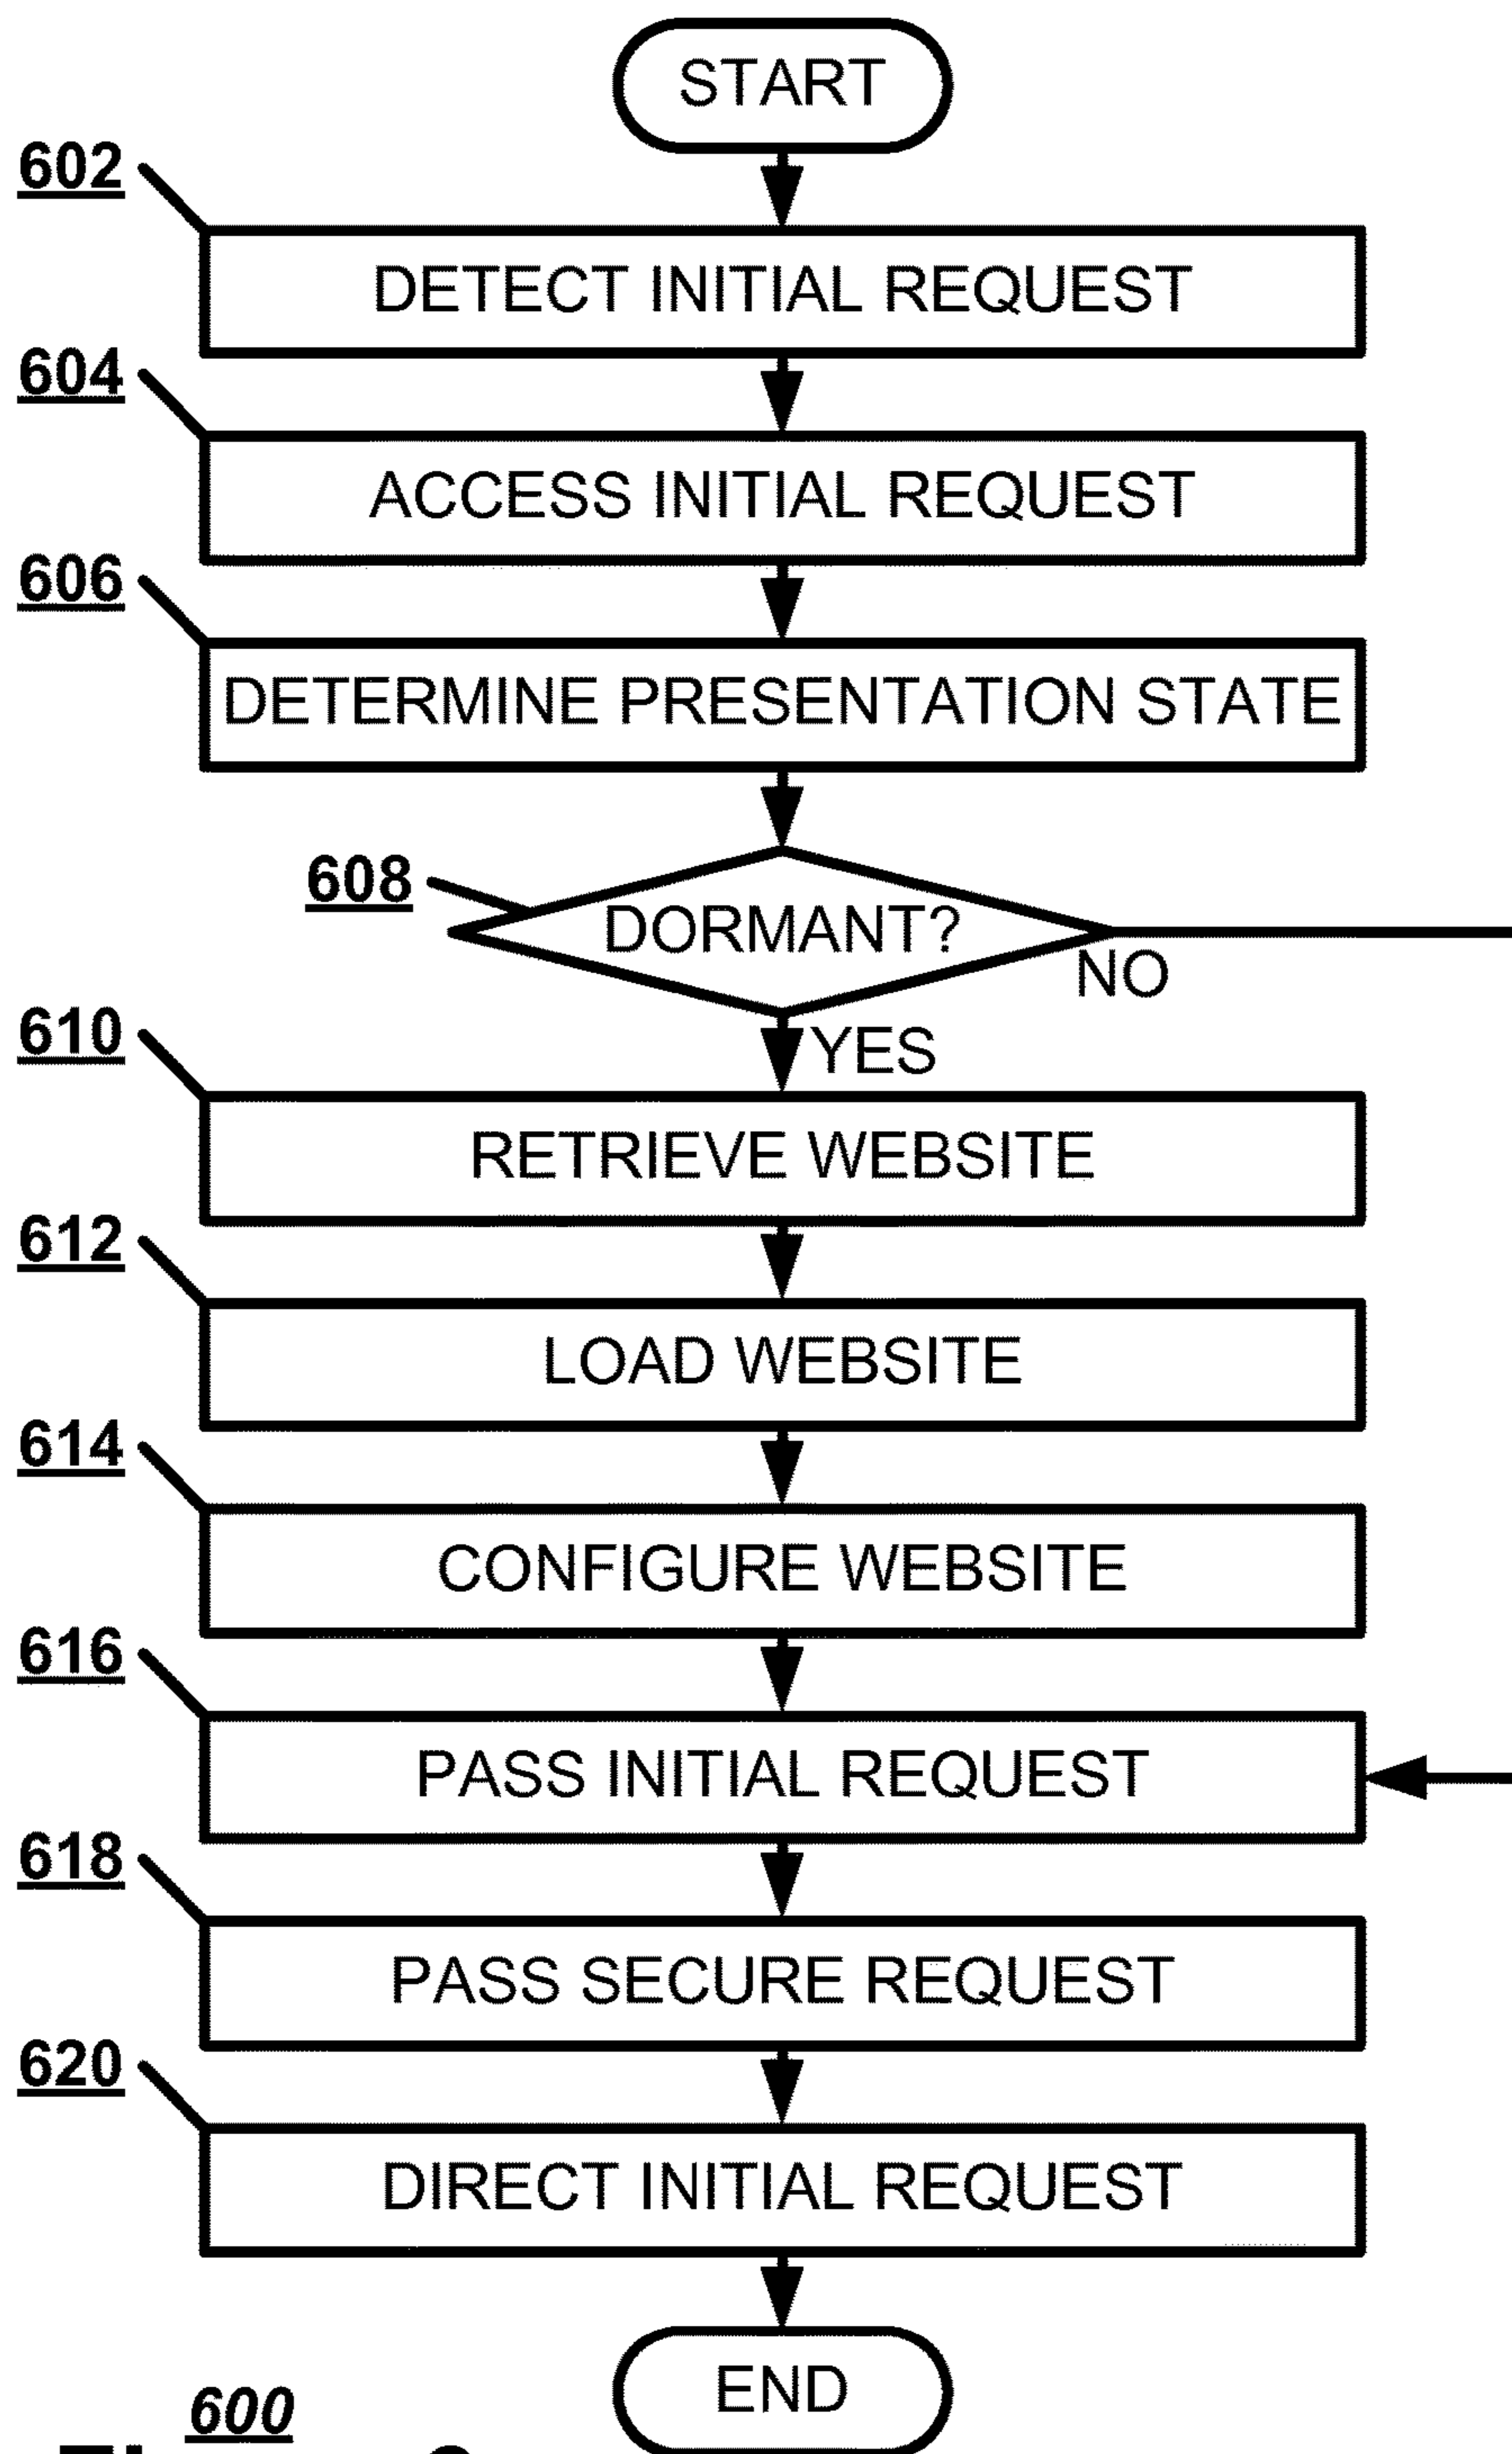 START
602
DETECT INITIAL REQUEST
604
ACCESS INITIAL REQUEST
606
DETERMINE PRESENTATION STATE
608
DORMANT?
NO
YES
610
RETRIEVE WEBSITE
612
LOAD WEBSITE
614
CONFIGURE WEBSITE
616
PASS INITIAL REQUEST
618
PASS SECURE REQUEST
620
DIRECT INITIAL REQUEST
END
600